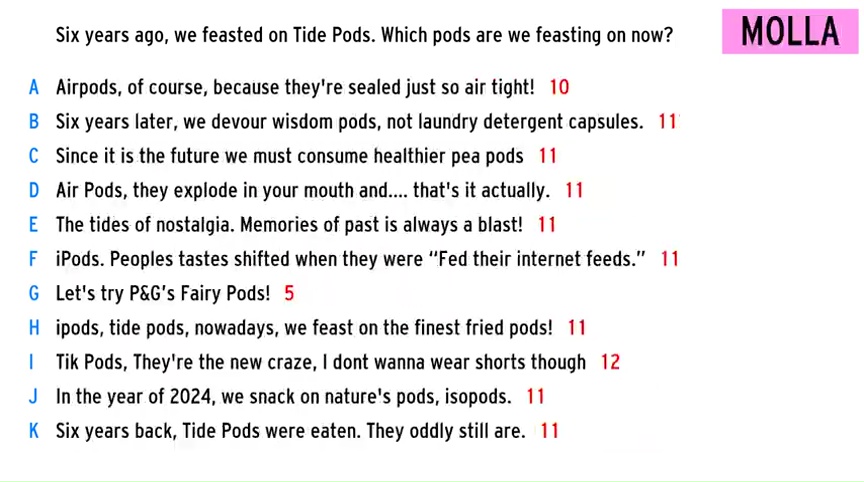 Six years ago, we feasted on Tide Pods. Which pods are we feasting on now?
MOLLA
A Airpods, of course, because they're sealed just so air tight! 10
B Six years later, we devour wisdom pods, not laundry detergent capsules. 11
C Since it is the future we must consume healthier pea pods 11
D Air Pods, they explode in your mouth and.... that's it actually. 11
E The tides of nostalgia. Memories of past is always a blast! 11
F iPods. Peoples tastes shifted when they were “Fed their internet feeds.” 11
G Let's try P&G’s Fairy Pods! 5
H ipods, tide pods, nowadays, we feast on the finest fried pods! 11
I Tik Pods, They're the new craze, I dont wanna wear shorts though 12
J In the year of 2024, we snack on nature's pods, isopods. 11
K Six years back, Tide Pods were eaten. They oddly still are. 11